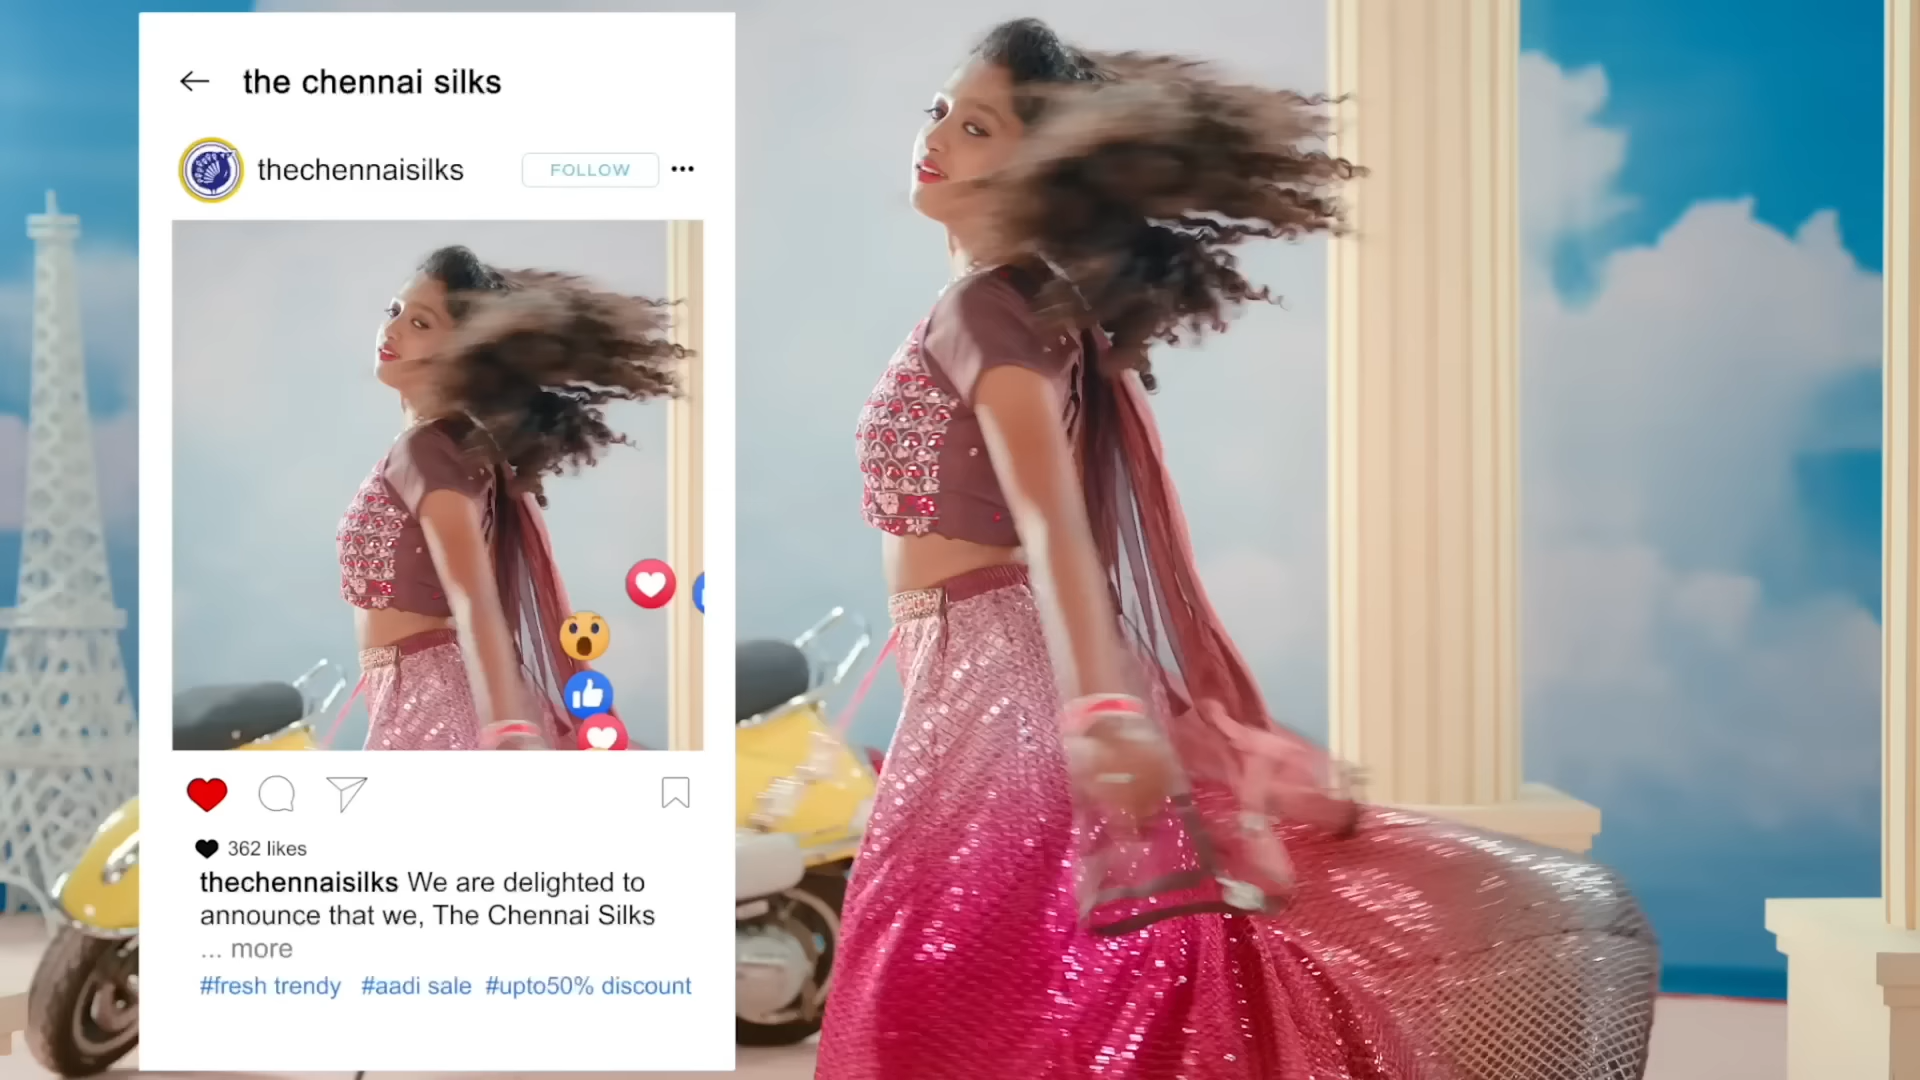 the chennai silks
thechennaisilks FOLLOW
362 likes
thechennaisilks We are delighted to
announce that we, The Chennai Silks
... more
#fresh trendy #aadi sale #upto50% discount